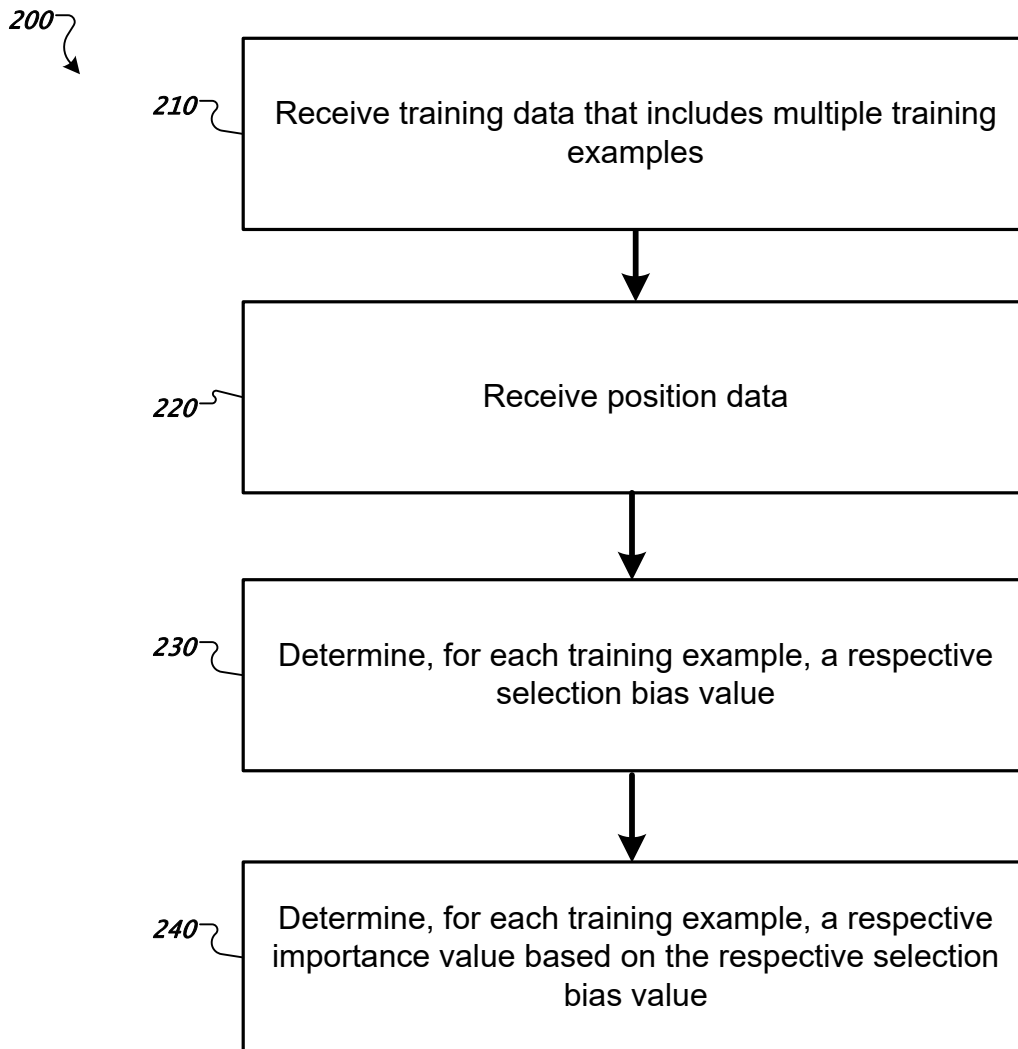 200
210
Receive training data that includes multiple training
examples
220
Receive position data
230
Determine, for each training example, a respective
selection bias value
240
Determine, for each training example, a respective
importance value based on the respective selection
bias value